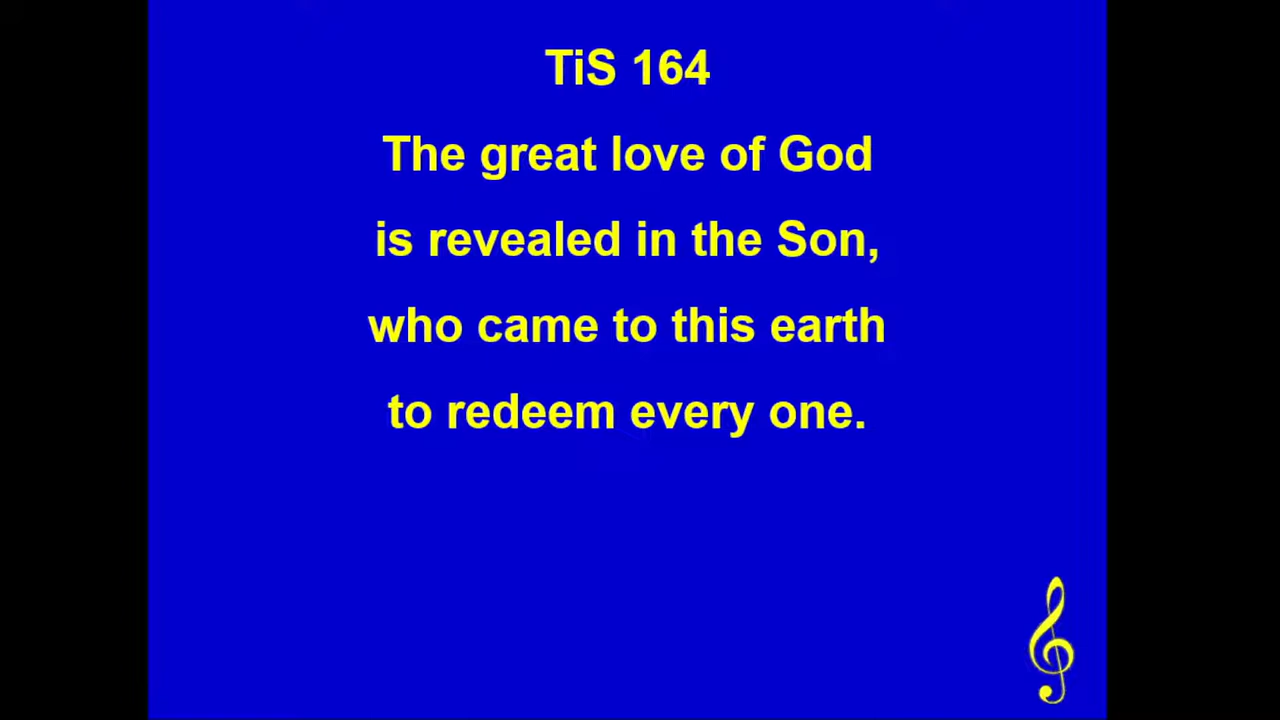 TiS 164
The great love of God
is revealed in the Son,
who came to this earth
to redeem every one.